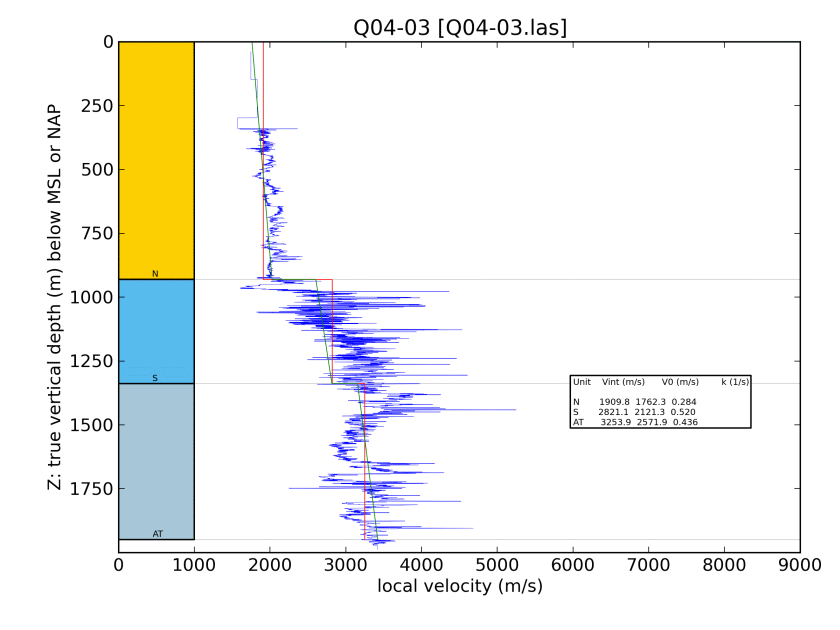 Q04-03 [Q04-03.las]
Z: true vertical depth (m) below MSL or NAP
0
250
500
750
1000
1250
1500
1750
N
S
AT
Unit Vint (m/s) V0 (m/s) k (1/s)
N 1909.8 1762.3 0.284
S 2821.1 2121.3 0.520
AT 3253.9 2571.9 0.436
0 1000 2000 3000 4000 5000 6000 7000 8000 9000
local velocity (m/s)